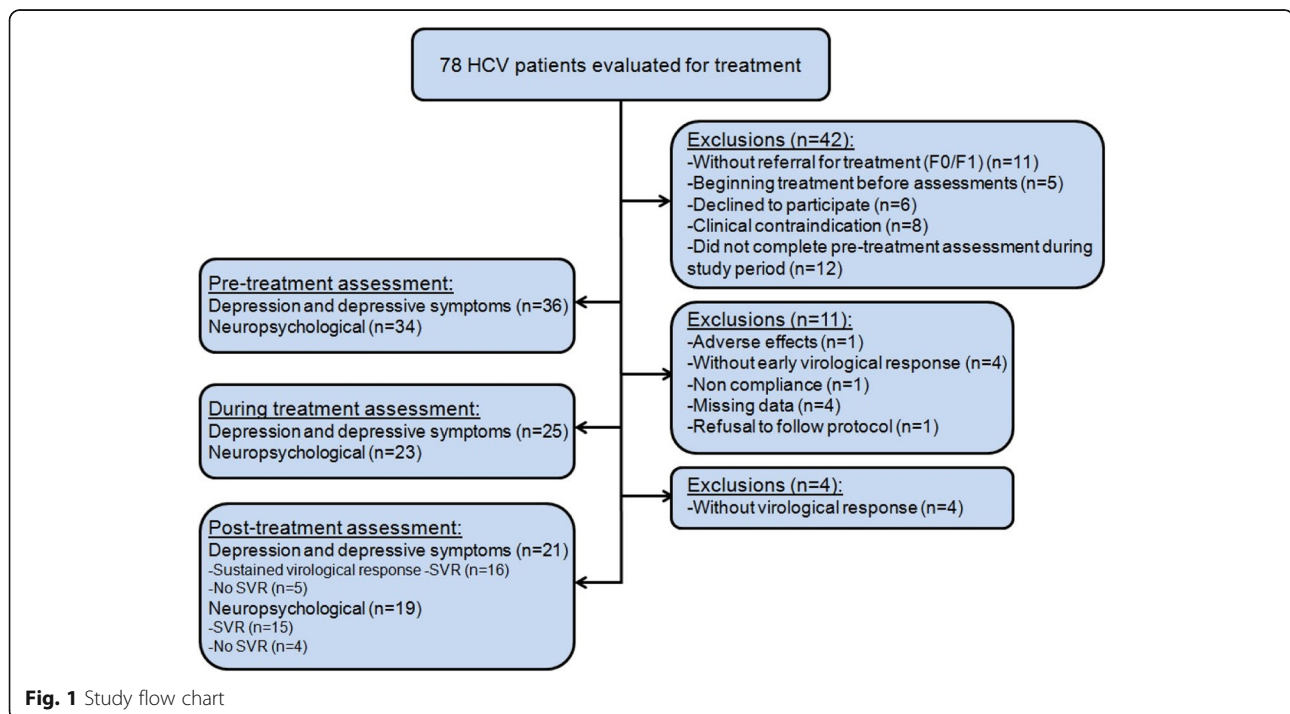 78 HCV patients evaluated for treatment
Exclusions (n=42):
-Without referral for treatment (F0/F1) (n=11)
-Beginning treatment before assessments (n=5)
-Declined to participate (n=6)
-Clinical contraindication (n=8)
-Did not complete pre-treatment assessment during
study period (n=12)
Pre-treatment assessment:
Depression and depressive symptoms (n=36)
Neuropsychological (n=34)
Exclusions (n=11):
-Adverse effects (n=1)
-Without early virological response (n=4)
-Non compliance (n=1)
-Missing data (n=4)
-Refusal to follow protocol (n=1)
During treatment assessment:
Depression and depressive symptoms (n=25)
Neuropsychological (n=23)
Exclusions (n=4):
-Without virological response (n=4)
Post-treatment assessment:
Depression and depressive symptoms (n=21)
-Sustained virological response -SVR (n=16)
-No SVR (n=5)
Neuropsychological (n=19)
-SVR (n=15)
-No SVR (n=4)
Fig. 1 Study flow chart